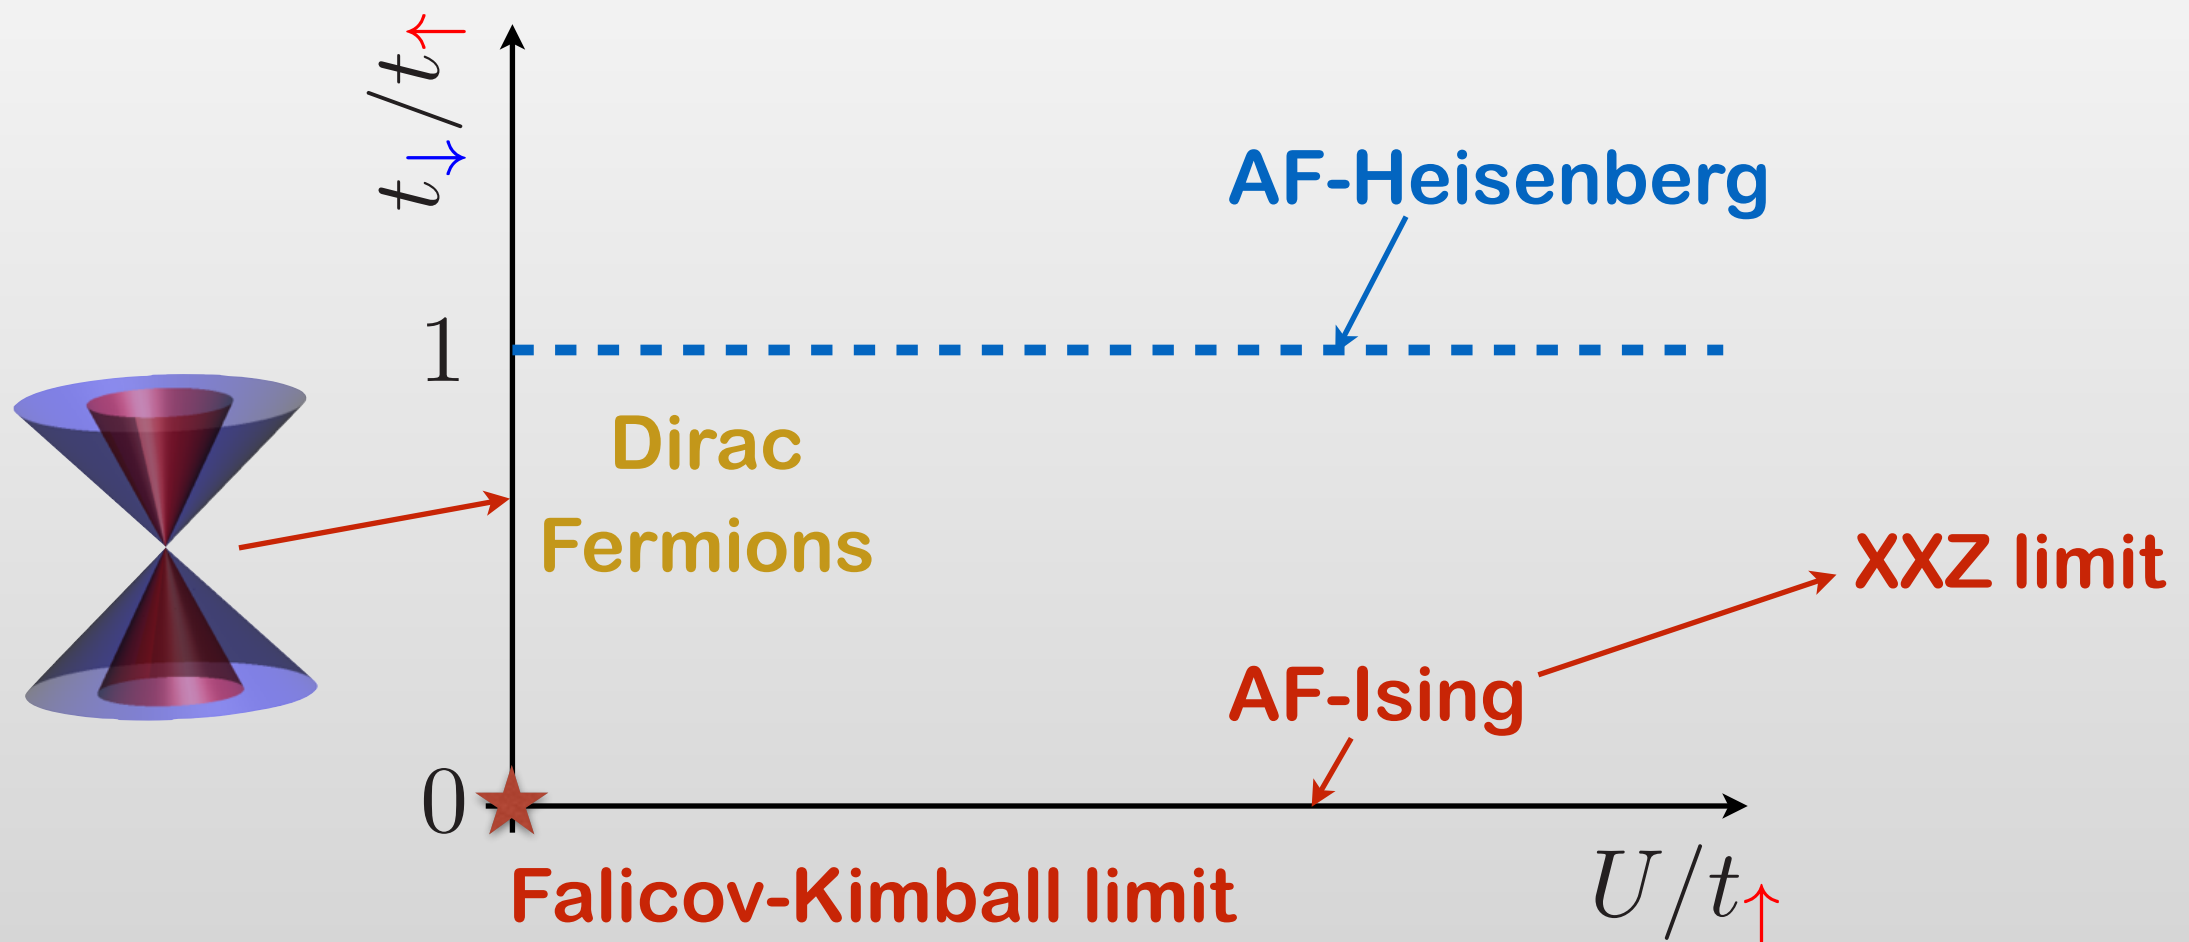 t↓/t↑
AF-Heisenberg
1
Dirac
Fermions
XXZ limit
AF-Ising
0
Falicov-Kimball limit
U/t↑